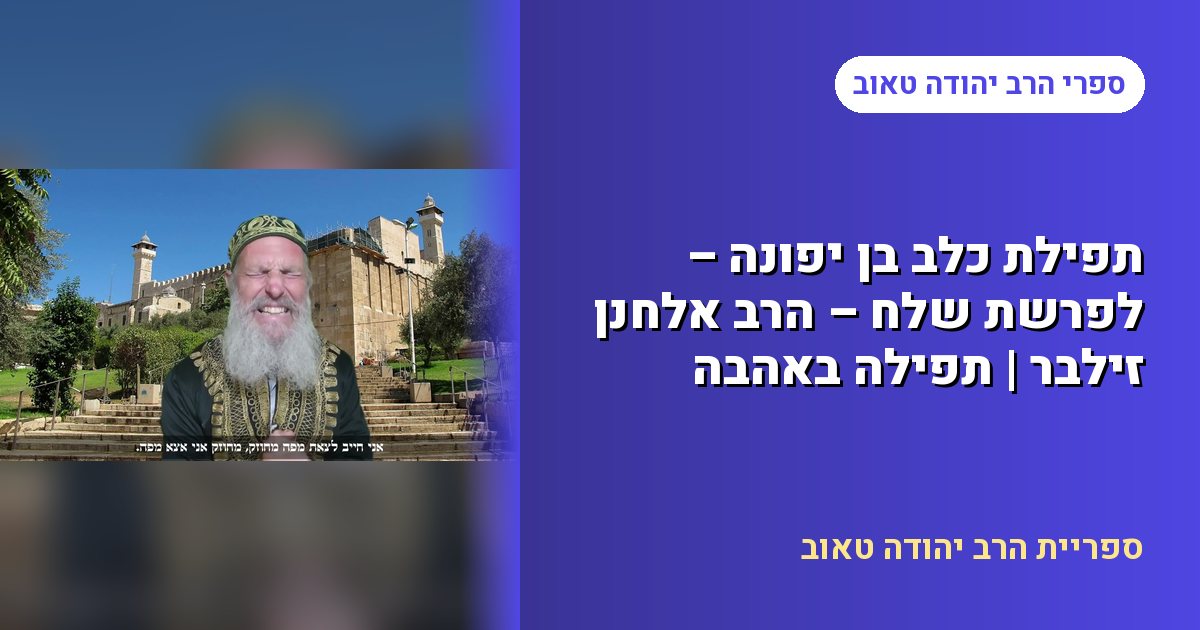 ספרי הרב יהודה טאוב
תפילת כלב בן יפונה –
לפרשת שלח – הרב אלחנן
זילבר | תפילה באהבה
ספריית הרב יהודה טאוב
אני חייב לצאת מפה מחוזק, מחוזק אני אצא מפה.